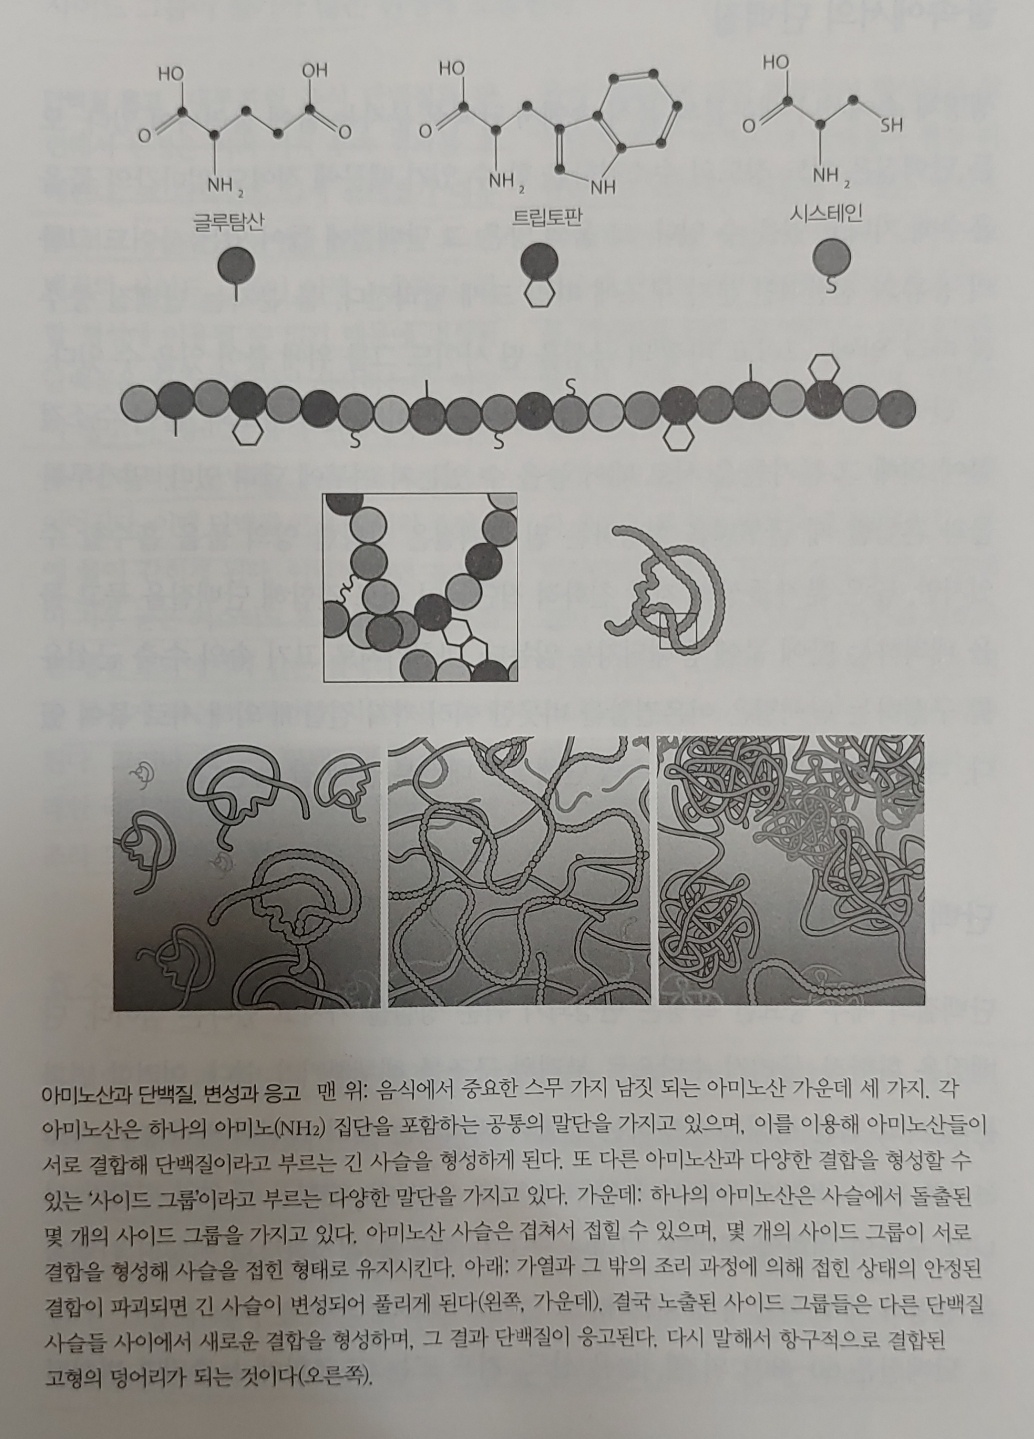 HO
OH
O
O
NH2
글루탐산
HO
O
NH2
NH
트립토판
HO
O
SH
NH2
시스테인
S
S
S
S
아미노산과 단백질, 변성과 응고 맨 위: 음식에서 중요한 스무 가지 남짓 되는 아미노산 가운데 세 가지. 각
아미노산은 하나의 아미노(NH2) 집단을 포함하는 공통의 말단을 가지고 있으며, 이를 이용해 아미노산들이
서로 결합해 단백질이라고 부르는 긴 사슬을 형성하게 된다. 또 다른 아미노산과 다양한 결합을 형성할 수
있는 '사이드 그룹'이라고 부르는 다양한 말단을 가지고 있다. 가운데: 하나의 아미노산은 사슬에서 돌출된
몇 개의 사이드 그룹을 가지고 있다. 아미노산 사슬은 겹쳐서 접힐 수 있으며, 몇 개의 사이드 그룹이 서로
결합을 형성해 사슬을 접힌 형태로 유지시킨다. 아래: 가열과 그 밖의 조리 과정에 의해 접힌 상태의 안정된
결합이 파괴되면 긴 사슬이 변성되어 풀리게 된다(왼쪽, 가운데). 결국 노출된 사이드 그룹들은 다른 단백질
사슬들 사이에서 새로운 결합을 형성하며, 그 결과 단백질이 응고된다. 다시 말해서 항구적으로 결합된
고형의 덩어리가 되는 것이다(오른쪽).